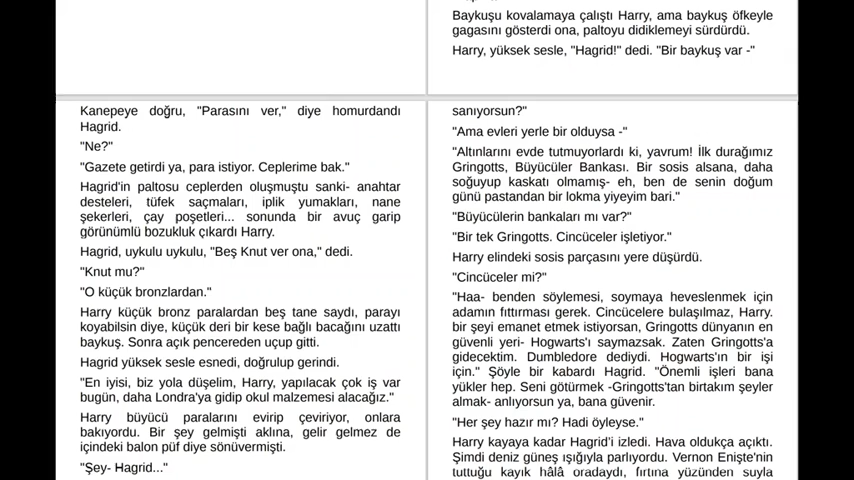 Baykuşu kovalamaya çalıştı Harry, ama baykuş öfkeyle
gagasını gösterdi ona, paltoyu didiklemeyi sürdürdü.
Harry, yüksek sesle, "Hagrid!" dedi. "Bir baykuş var -"
Kanepeye doğru, "Parasını ver," diye homurdandı
Hagrid.
"Ne?"
"Gazete getirdi ya, para istiyor. Ceplerime bak."
Hagrid'in paltosu ceplerden oluşmuştu sanki- anahtar
desteleri, tüfek saçmaları, iplik yumakları, nane
şekerleri, çay poşetleri... sonunda bir avuç garip
görünümlü bozukluk çıkardı Harry.
Hagrid, uykulu uykulu, "Beş Knut ver ona," dedi.
"Knut mu?"
"O küçük bronzlardan."
Harry küçük bronz paralardan beş tane saydı, parayı
koyabilsin diye, küçük deri bir kese bağlı bacağını uzattı
baykuş. Sonra açık pencereden uçup gitti.
Hagrid yüksek sesle esnedi, doğrulup gerindi.
"En iyisi, biz yola düşelim, Harry, yapılacak çok iş var
bugün, daha Londra'ya gidip okul malzemesi alacağız."
Harry büyücü paralarını evirip çeviriyor, onlara
bakıyordu. Bir şey gelmişti aklına, gelir gelmez de
içindeki balon püf diye sönüvermişti.
"Şey- Hagrid..."
sanıyorsun?"
"Ama evleri yerle bir olduysa -"
"Altınlarını evde tutmuyorlardı ki, yavrum! İlk durağımız
Gringotts, Büyücüler Bankası. Bir sosis alsana, daha
soğuyup kaskatı olmamış- eh, ben de senin doğum
günü pastandan bir lokma yiyeyim bari."
"Büyücülerin bankaları mı var?"
"Bir tek Gringotts. Cincüceler işletiyor."
Harry elindeki sosis parçasını yere düşürdü.
"Cincüceler mi?"
"Haa- benden söylemesi, soymaya heveslenmek için
adamın fıttırması gerek. Cincücelere bulaşılmaz, Harry.
bir şeyi emanet etmek istiyorsan, Gringotts dünyanın en
güvenli yeri- Hogwarts'ı saymazsak. Zaten Gringotts'a
gidecektim. Dumbledore dediydi. Hogwarts'ın bir işi
için." Şöyle bir kabardı Hagrid. "Önemli işleri bana
yükler hep. Seni götürmek -Gringotts'tan birtakım şeyler
almak- anlıyorsun ya, bana güvenir.
"Her şey hazır mı? Hadi öyleyse."
Harry kayaya kadar Hagrid'i izledi. Hava oldukça açıktı.
Şimdi deniz güneş ışığıyla parlıyordu. Vernon Enişte'nin
tuttuğu kayık hâlâ oradaydı, fırtına yüzünden suyla